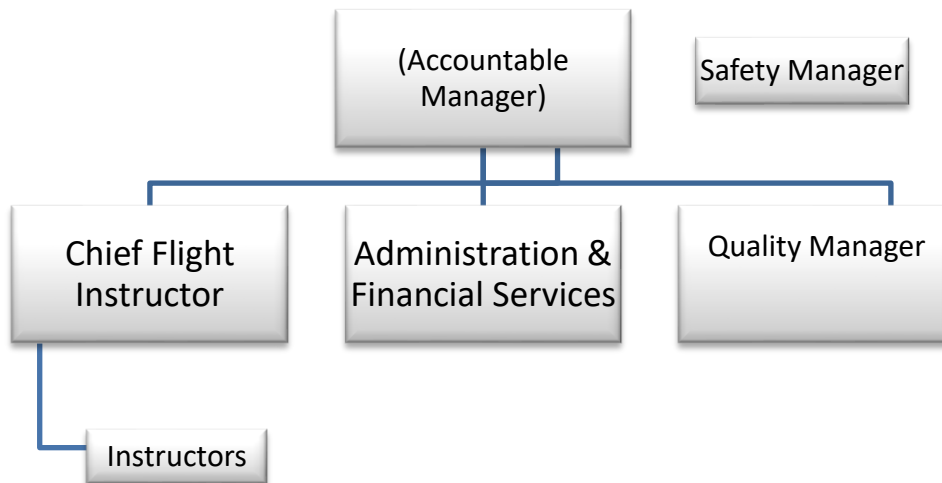 (Accountable
Manager)
Safety Manager
Chief Flight
Instructor
Administration &
Financial Services
Quality Manager
Instructors